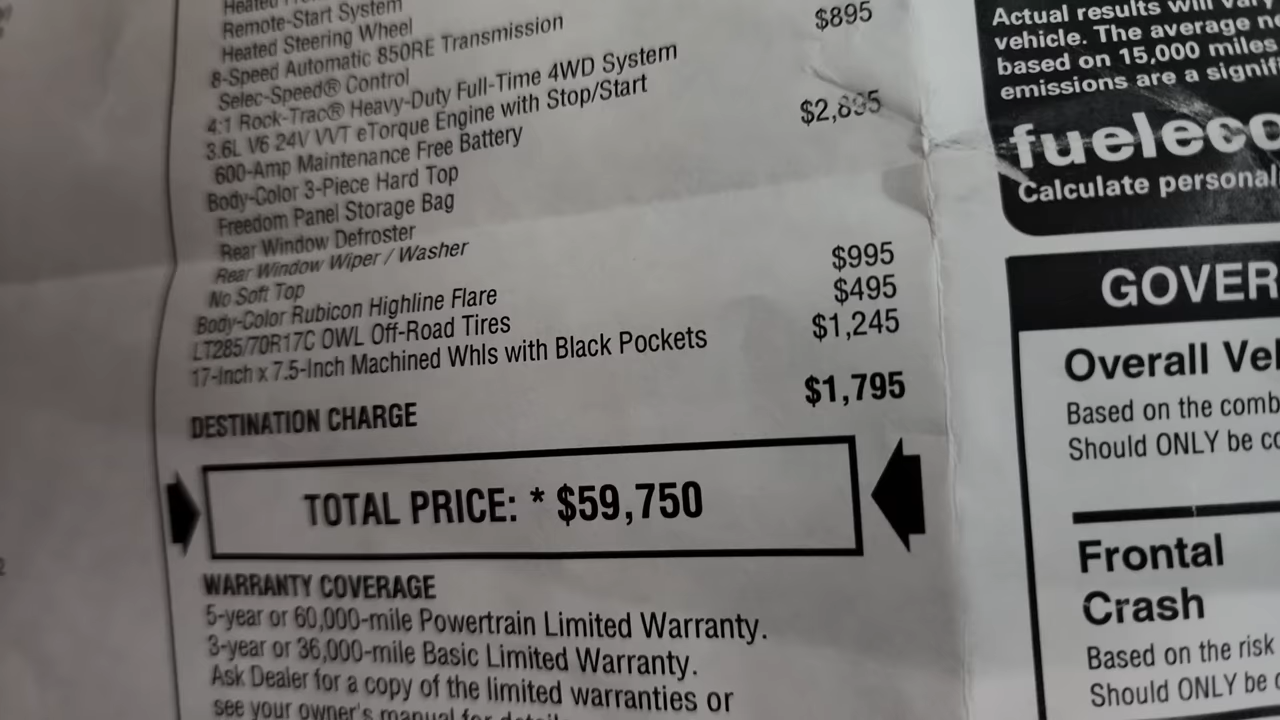 Heated
Remote-Start System
Heated Steering Wheel
8-Speed Automatic 850RE Transmission $895
Selec-Speed® Control
4:1 Rock-Trac® Heavy-Duty Full-Time 4WD System
3.6L V6 24V VVT eTorque Engine with Stop/Start
600-Amp Maintenance Free Battery
Body-Color 3-Piece Hard Top $2,895
Freedom Panel Storage Bag
Rear Window Defroster
Rear Window Wiper / Washer
No Soft Top
Body-Color Rubicon Highline Flare $995
LT285/70R17C OWL Off-Road Tires $495
17-Inch x 7.5-Inch Machined Whls with Black Pockets $1,245
DESTINATION CHARGE $1,795
TOTAL PRICE: * $59,750
WARRANTY COVERAGE
5-year or 60,000-mile Powertrain Limited Warranty.
3-year or 36,000-mile Basic Limited Warranty.
Ask Dealer for a copy of the limited warranties or
see your owner's manual for
Actual results will vary
vehicle. The average
based on 15,000 miles
emissions are a
fueleco
Calculate personal
GOVER
Overall
Based on the comb
Should ONLY be
Frontal
Crash
Based on the risk
Should ONLY be